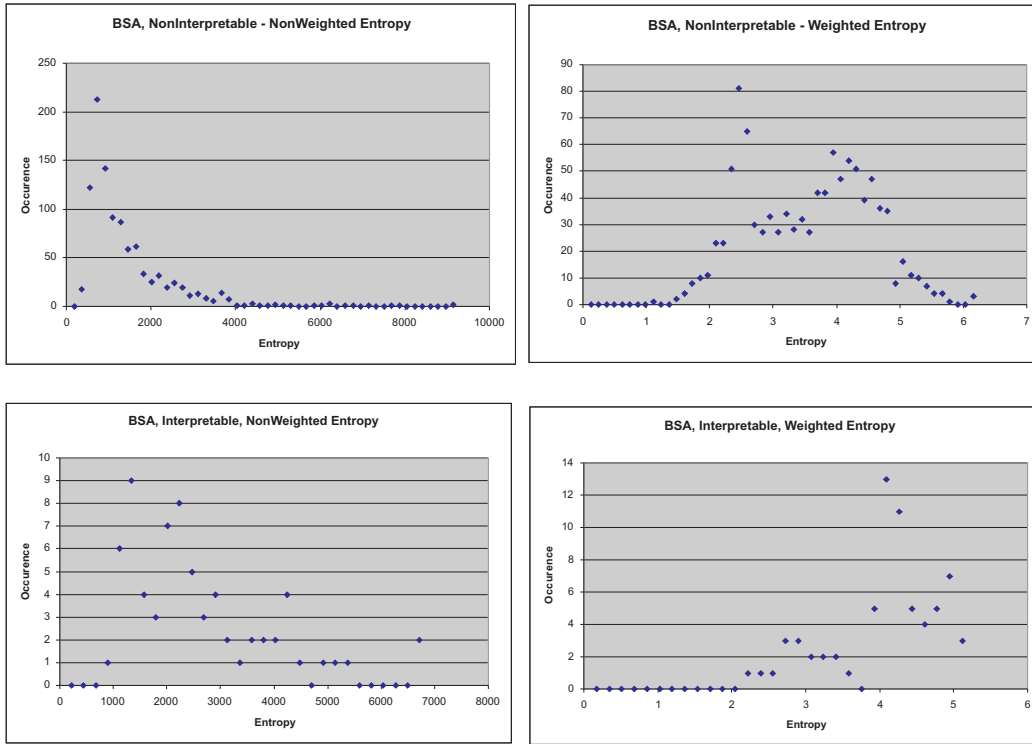 BSA, NonInterpretable - NonWeighted Entropy
250
200
150
100
50
0
Occurence
0 2000 4000 6000 8000 10000
Entropy
BSA, NonInterpretable - Weighted Entropy
90
80
70
60
50
40
30
20
10
0
Occurence
0 1 2 3 4 5 6 7
Entropy
BSA, Interpretable, NonWeighted Entropy
10
9
8
7
6
5
4
3
2
1
0
Occurence
0 1000 2000 3000 4000 5000 6000 7000 8000
Entropy
BSA, Interpretable, Weighted Entropy
14
12
10
8
6
4
2
0
Occurence
0 1 2 3 4 5 6
Entropy